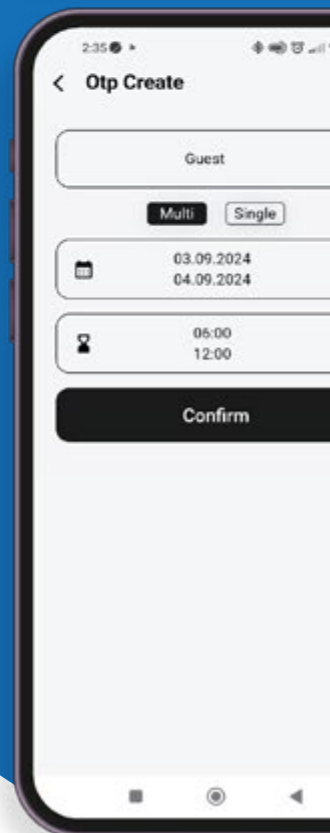 2:35
Otp Create
Guest
Multi Single
03.09.2024
04.09.2024
06:00
12:00
Confirm